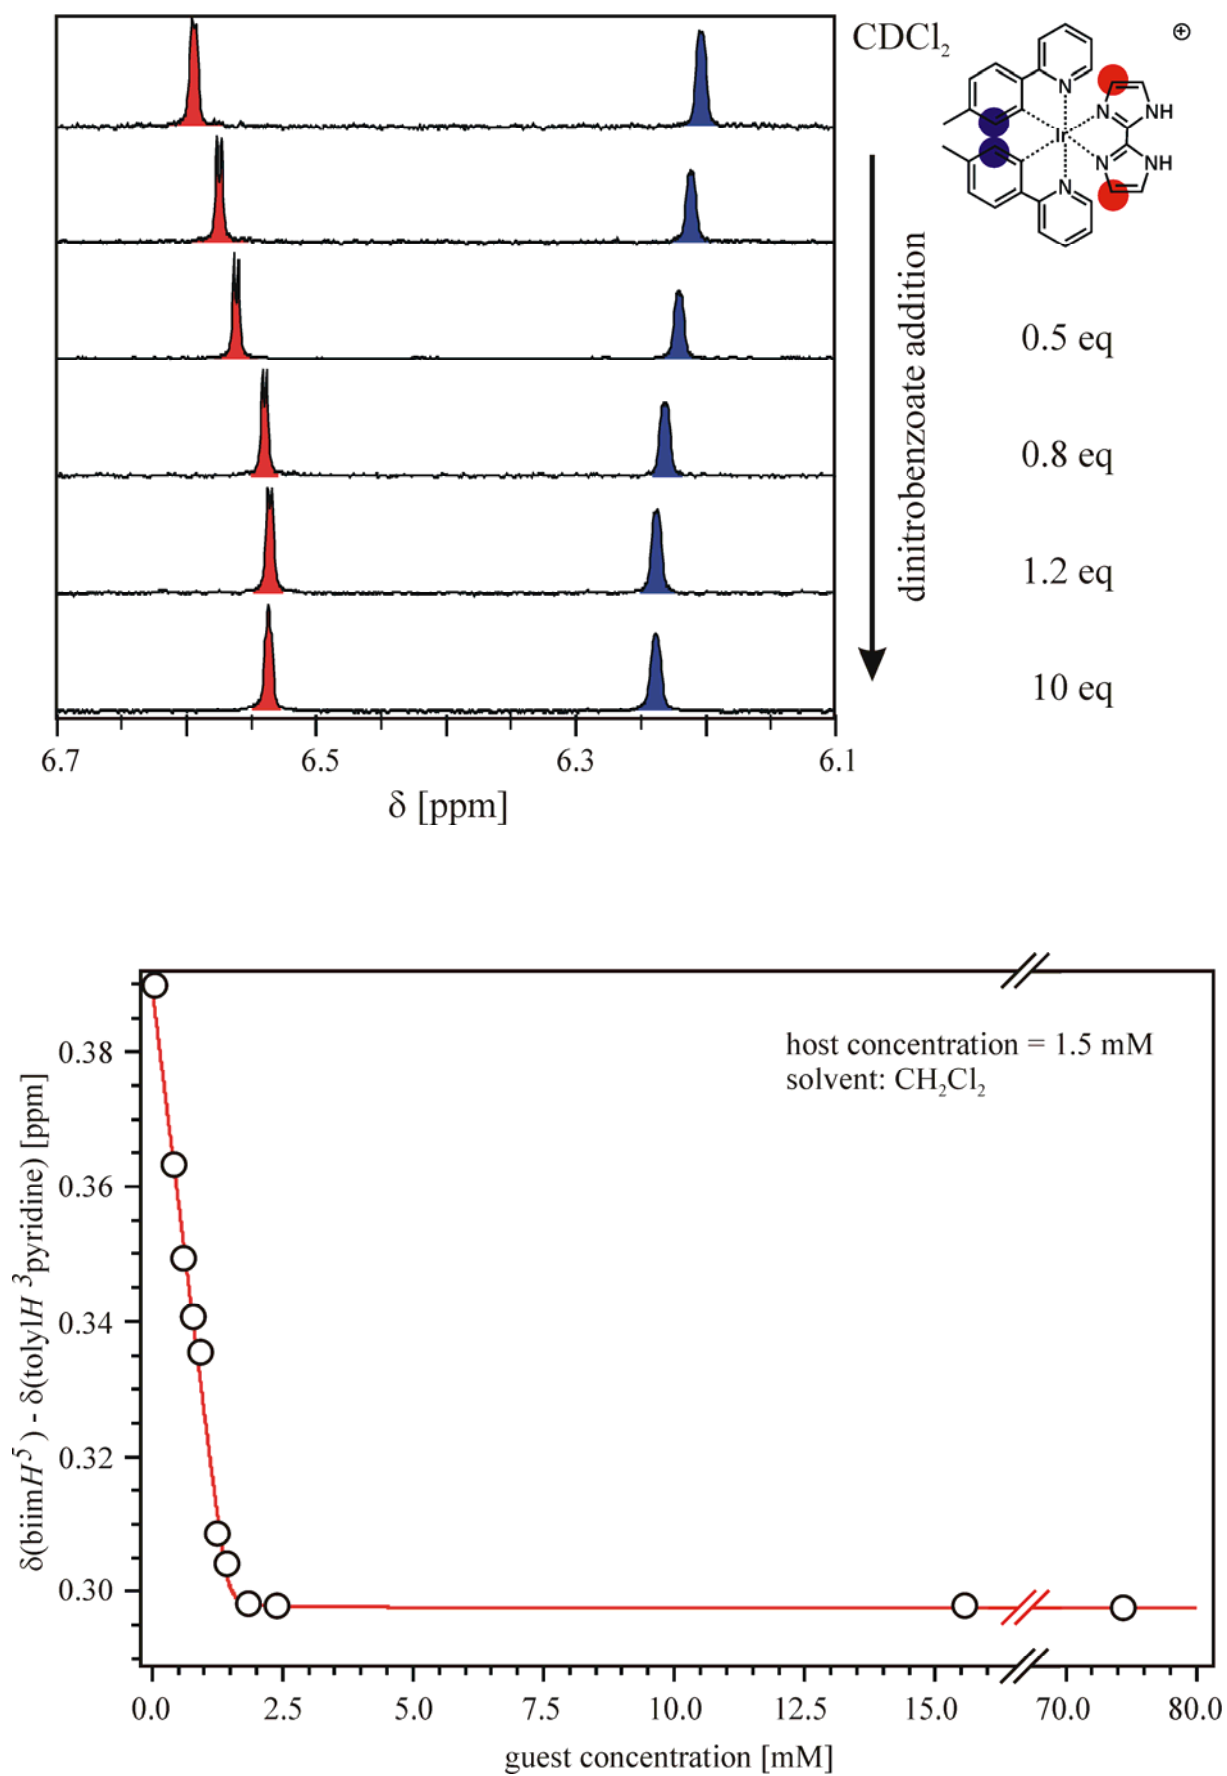 CDCl₂
⊕
N
N
NH
Ir
N
NH
N
dinitrobenzoate addition
0.5 eq
0.8 eq
1.2 eq
10 eq
6.7 6.5 6.3 6.1
δ [ppm]
host concentration = 1.5 mM
solvent: CH₂Cl₂
δ(biimH⁵) - δ(tolylH³pyridine) [ppm]
0.38
0.36
0.34
0.32
0.30
0.0 2.5 5.0 7.5 10.0 12.5 15.0 70.0 80.0
guest concentration [mM]